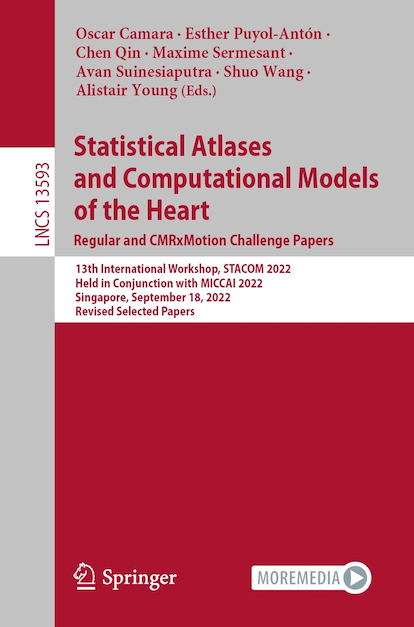 Oscar Camara · Esther Puyol-Antón ·
Chen Qin · Maxime Sermesant ·
Avan Suinesiaputra · Shuo Wang ·
Alistair Young (Eds.)
LNCS 13593
Statistical Atlases
and Computational Models
of the Heart
Regular and CMRxMotion Challenge Papers
13th International Workshop, STACOM 2022
Held in Conjunction with MICCAI 2022
Singapore, September 18, 2022
Revised Selected Papers
Springer
MOREMEDIA